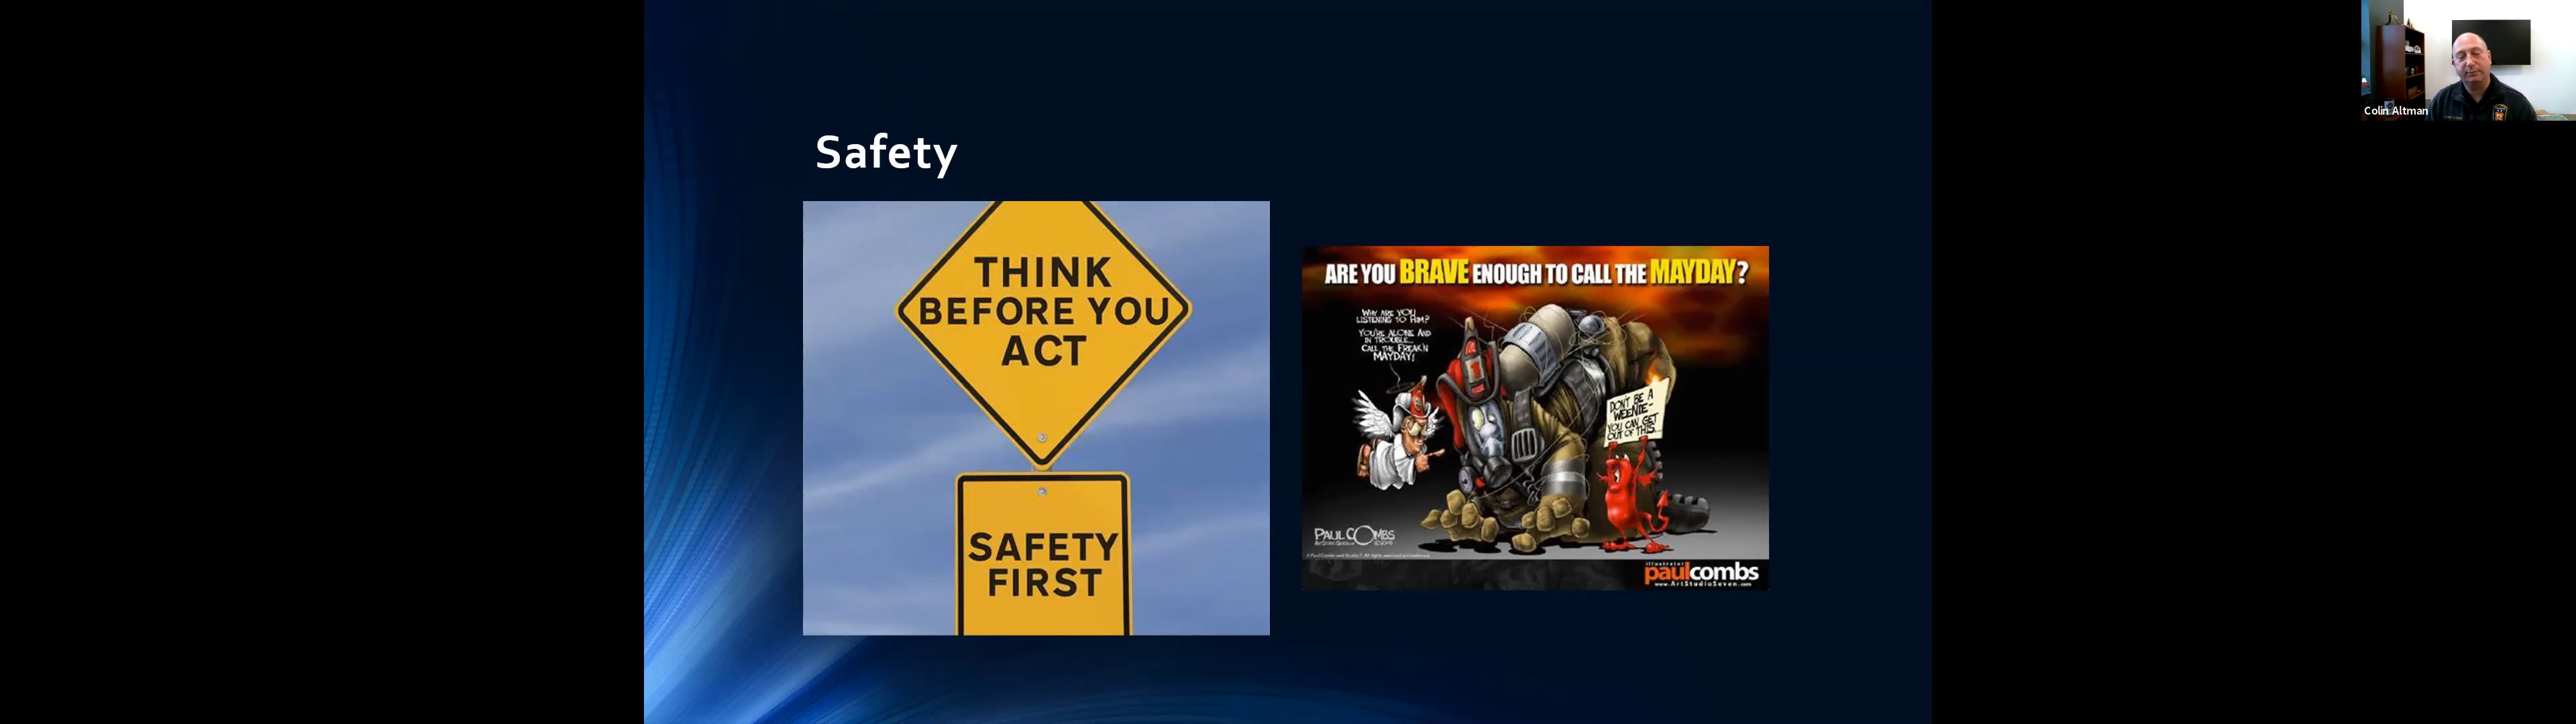 Colin Altman
Safety
THINK
BEFORE YOU
ACT
SAFETY
FIRST
ARE YOU BRAVE ENOUGH TO CALL THE MAYDAY?
WHY ARE YOU
LISTENING TO HIM?
YOU'RE ALONE AND
IN TROUBLE...
CALL THE FREAK'N
MAYDAY!
DON'T BE A
WEENIE-
YOU CAN GET
OUT OF THIS...
PAUL COMBS
illustrator
paulcombs
www.ArtStudioSeven.com